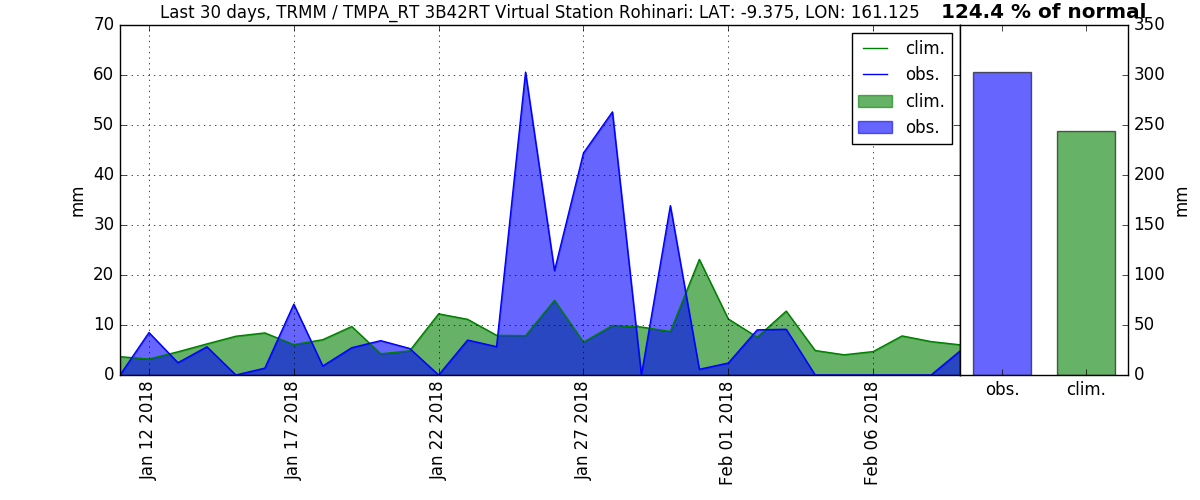 Last 30 days, TRMM / TMPA_RT 3B42RT Virtual Station Rohinari: LAT: -9.375, LON: 161.125
124.4 % of normal
70
60
50
40
30
20
10
0
mm
clim.
obs.
clim.
obs.
Jan 12 2018
Jan 17 2018
Jan 22 2018
Jan 27 2018
Feb 01 2018
Feb 06 2018
350
300
250
200
150
100
50
0
mm
obs.
clim.